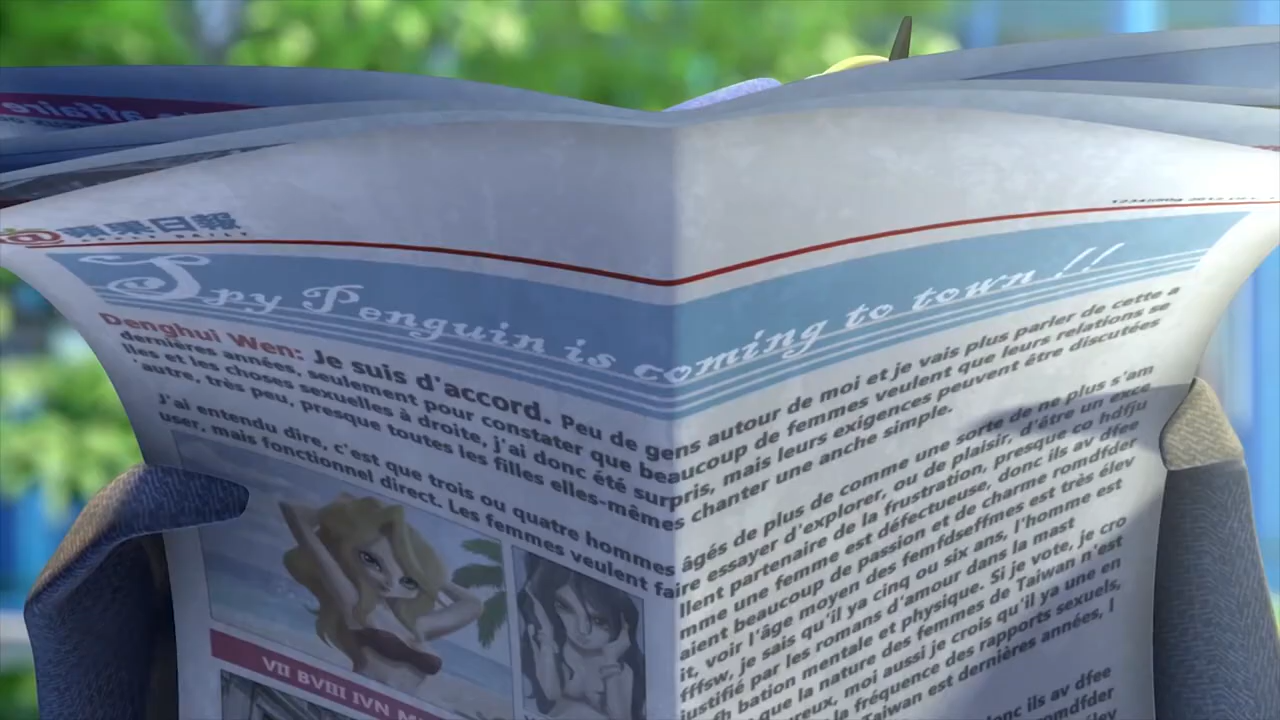 affaire
蘋果日報
Spy Penguin is coming to town !!
Denghui Wen: Je suis d'accord. Peu de gens autour de moi et je vais plus parler de cette a
dernières années, seulement pour constater que beaucoup de femmes veulent que leurs relations se
lles et les choses sexuelles à droite, j'ai donc été surpris, mais leurs exigences peuvent être discutées
autre, très peu, presque toutes les filles elles-mêmes chanter une anche simple.
J'ai entendu dire, c'est que trois ou quatre hommes
user, mais fonctionnel direct. Les femmes veulent faire
âgés de plus de comme une sorte de ne plus s'am
essayer d'explorer, ou de plaisir, d'être un exce
llent partenaire de la frustration, presque co hdfju
mme une femme est défectueuse, donc ils av dfee
aient beaucoup de passion et de charme romdfder
it, voir l'âge moyen des femfdseffmes est très élev
fffsw, je sais qu'il ya cinq ou six ans, l'homme est
justifié par les romans d'amour dans la mast
bation mentale et physique. Si je vote, je cro
que la nature des femmes de Taiwan n'est
reux, moi aussi je crois qu'il ya une en
fréquence des rapports sexuels,
Taiwan est dernières années, l
onc ils av dfee
romdfder
VII BVIII IVN